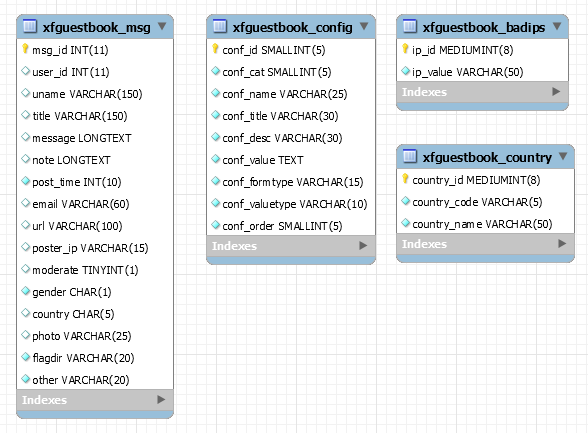 xfguestbook_msg
msg_id INT(11)
user_id INT(11)
uname VARCHAR(150)
title VARCHAR(150)
message LONGTEXT
note LONGTEXT
post_time INT(10)
email VARCHAR(60)
url VARCHAR(100)
poster_ip VARCHAR(15)
moderate TINYINT(1)
gender CHAR(1)
country CHAR(5)
photo VARCHAR(25)
flagdir VARCHAR(20)
other VARCHAR(20)
Indexes
xfguestbook_config
conf_id SMALLINT(5)
conf_cat SMALLINT(5)
conf_name VARCHAR(25)
conf_title VARCHAR(30)
conf_desc VARCHAR(30)
conf_value TEXT
conf_formtype VARCHAR(15)
conf_valuetype VARCHAR(10)
conf_order SMALLINT(5)
Indexes
xfguestbook_badips
ip_id MEDIUMINT(8)
ip_value VARCHAR(50)
Indexes
xfguestbook_country
country_id MEDIUMINT(8)
country_code VARCHAR(5)
country_name VARCHAR(50)
Indexes